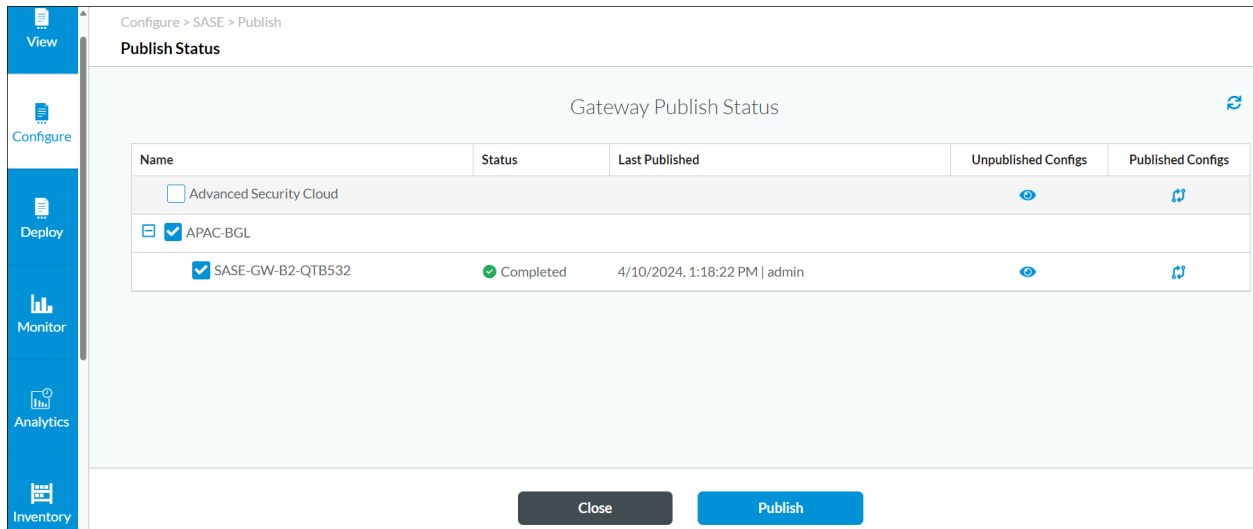 View
Configure
Deploy
Monitor
Analytics
Inventory
Configure > SASE > Publish
Publish Status
Gateway Publish Status
Name Status Last Published Unpublished Configs Published Configs
Advanced Security Cloud
APAC-BGL
SASE-GW-B2-QTB532 Completed 4/10/2024, 1:18:22 PM | admin
Close Publish